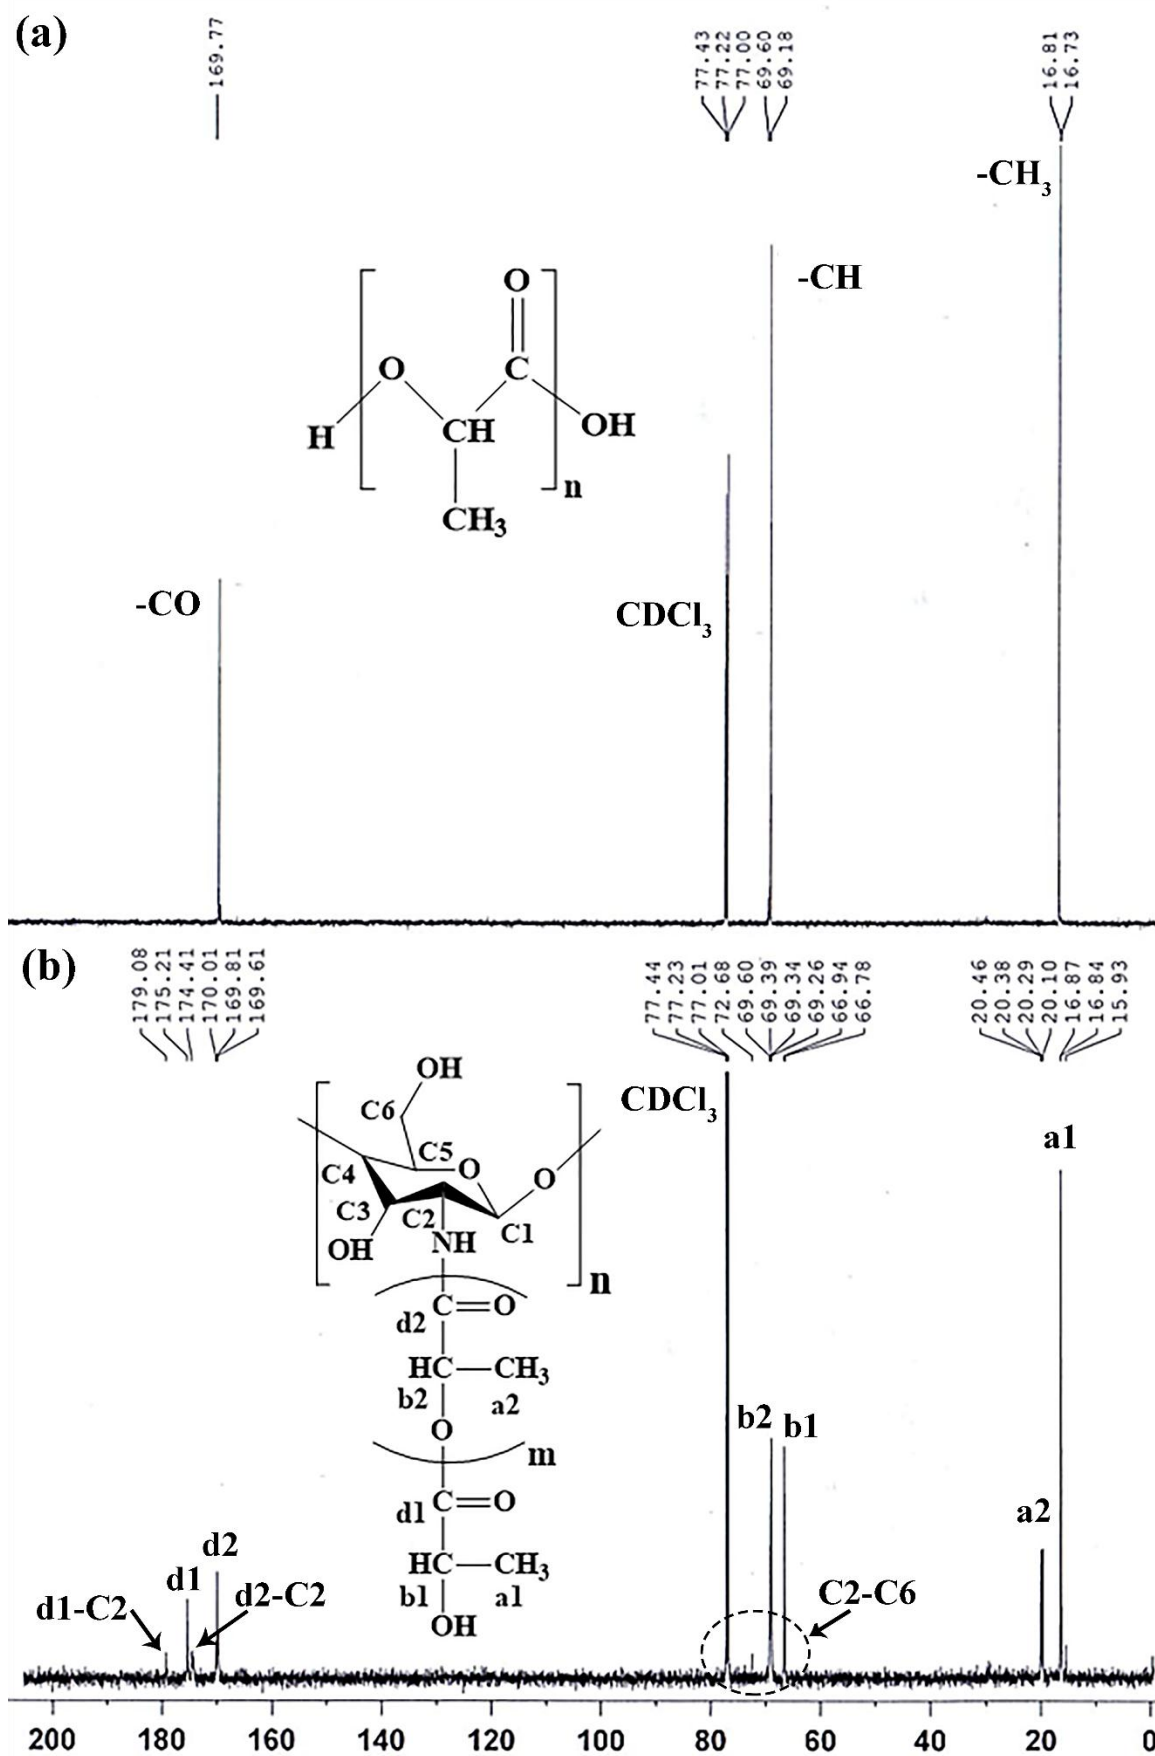 (a)
169.77
77.43
77.22
77.00
69.60
69.18
16.81
16.73
-CH3
-CH
O
O
C
H
CH
OH
n
CH3
-CO
CDCl3
(b)
179.08
175.21
174.41
170.01
169.81
169.61
77.44
77.23
77.01
72.68
69.60
69.39
69.34
69.26
66.94
66.78
20.46
20.38
20.29
20.10
16.87
16.84
15.93
OH
C6
CDCl3
a1
C5
O
C4
O
C3
C2
C1
OH
NH
n
C=O
d2
HC—CH3
b2
a2
O
m
C=O
d1
HC—CH3
b1
a1
OH
b2
b1
a2
d2
d1
d1-C2
d2-C2
C2-C6
200 180 160 140 120 100 80 60 40 20 0